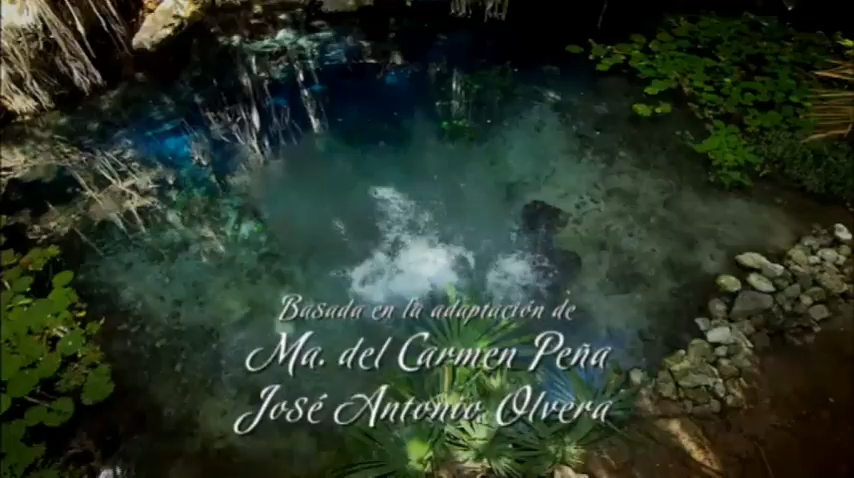 Basada en la adaptación de
Ma. del Carmen Peña
José Antonio Olvera